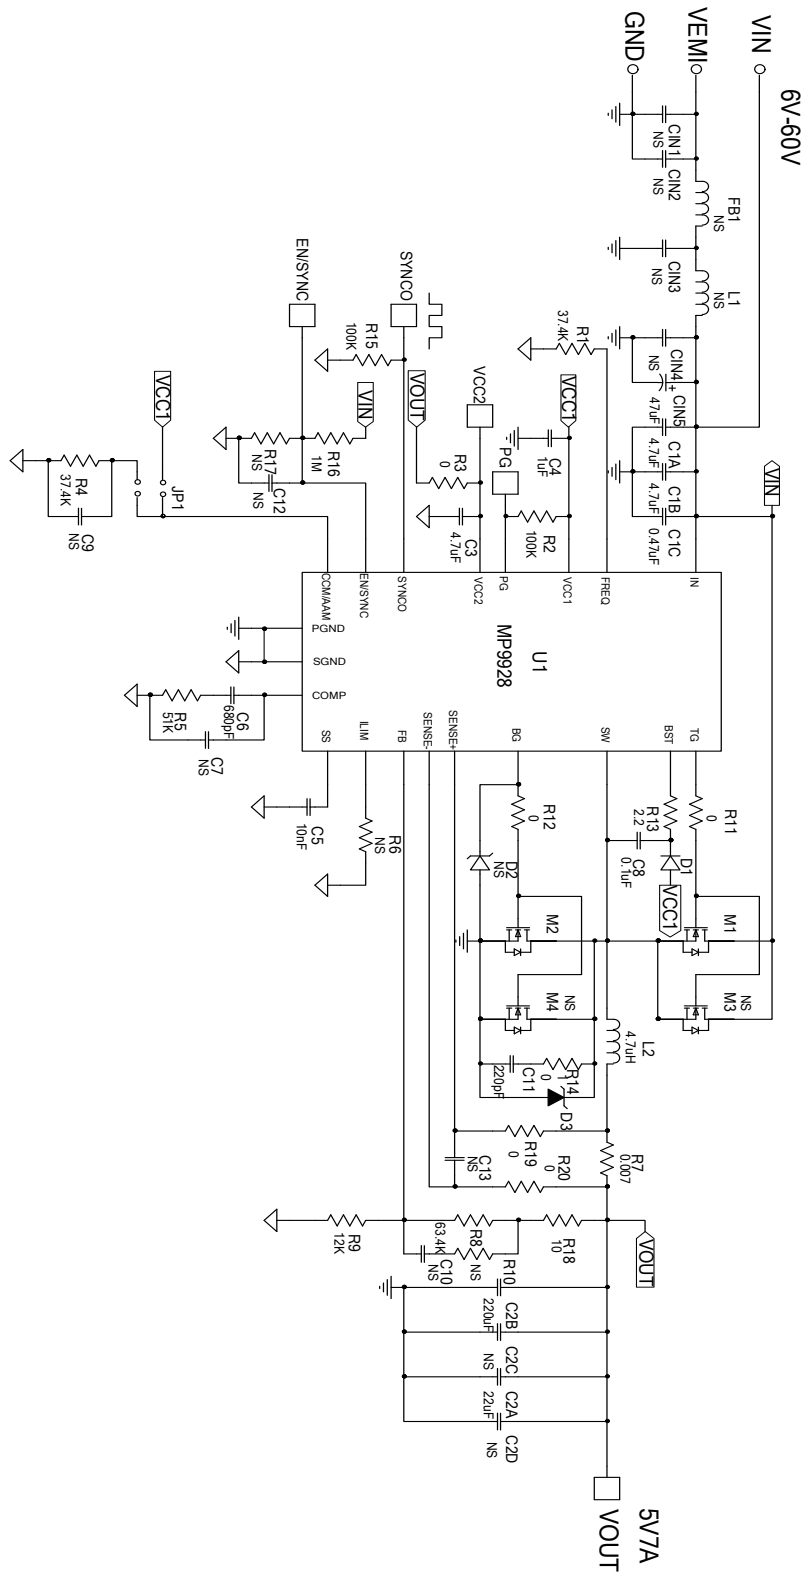 6V-60V
VIN
VEMI
GND
CIN1
NS
CIN2
NS
FB1
NS
CIN3
NS
L1
NS
CIN4
NS
+
CIN5
47uF
C1A
4.7uF
C1B
4.7uF
C1C
0.47uF
VIN
R1
37.4K
VCC1
C4
1uF
PG
R2
100K
VCC2
R3
0
C3
4.7uF
VOUT
SYNCO
R15
100K
EN/SYNC
VIN
R16
1M
R17
NS
C12
NS
VCC1
JP1
R4
37.4K
C9
NS
IN
FREQ
VCC1
PG
VCC2
SYNCO
EN/SYNC
CCM/AAM
PGND
SGND
COMP
U1
MP9928
TG
BST
SW
BG
SENSE+
SENSE-
FB
ILIM
SS
R5
51K
C6
680pF
C7
NS
C5
10nF
R6
NS
R11
0
R13
2.2
D1
VCC1
C8
0.1uF
R12
0
D2
NS
M1
M3
NS
M2
M4
NS
L2
4.7uH
R14
0
C11
220pF
D3
R19
0
R20
0
C13
NS
R7
0.007
VOUT
R18
10
R8
63.4K
R10
NS
C10
NS
R9
12K
C2B
220uF
C2C
NS
C2A
22uF
C2D
NS
5V7A
VOUT